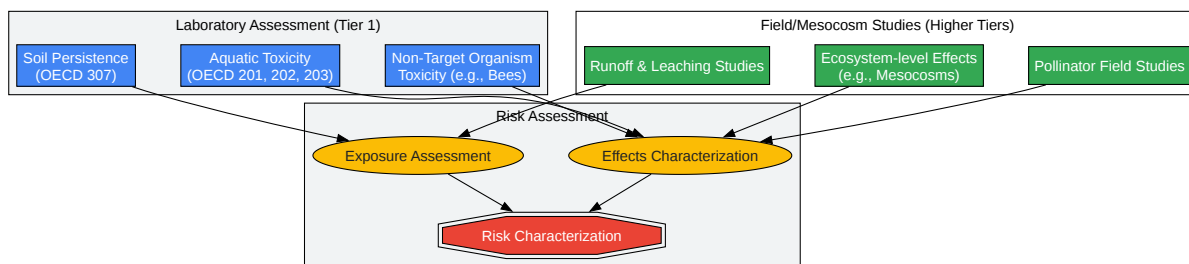 Laboratory Assessment (Tier 1)
Soil Persistence
(OECD 307)
Aquatic Toxicity
(OECD 201, 202, 203)
Non-Target Organism
Toxicity (e.g., Bees)
Field/Mesocosm Studies (Higher Tiers)
Runoff & Leaching Studies
Ecosystem-level Effects
(e.g., Mesocosms)
Pollinator Field Studies
Risk Assessment
Exposure Assessment
Effects Characterization
Risk Characterization